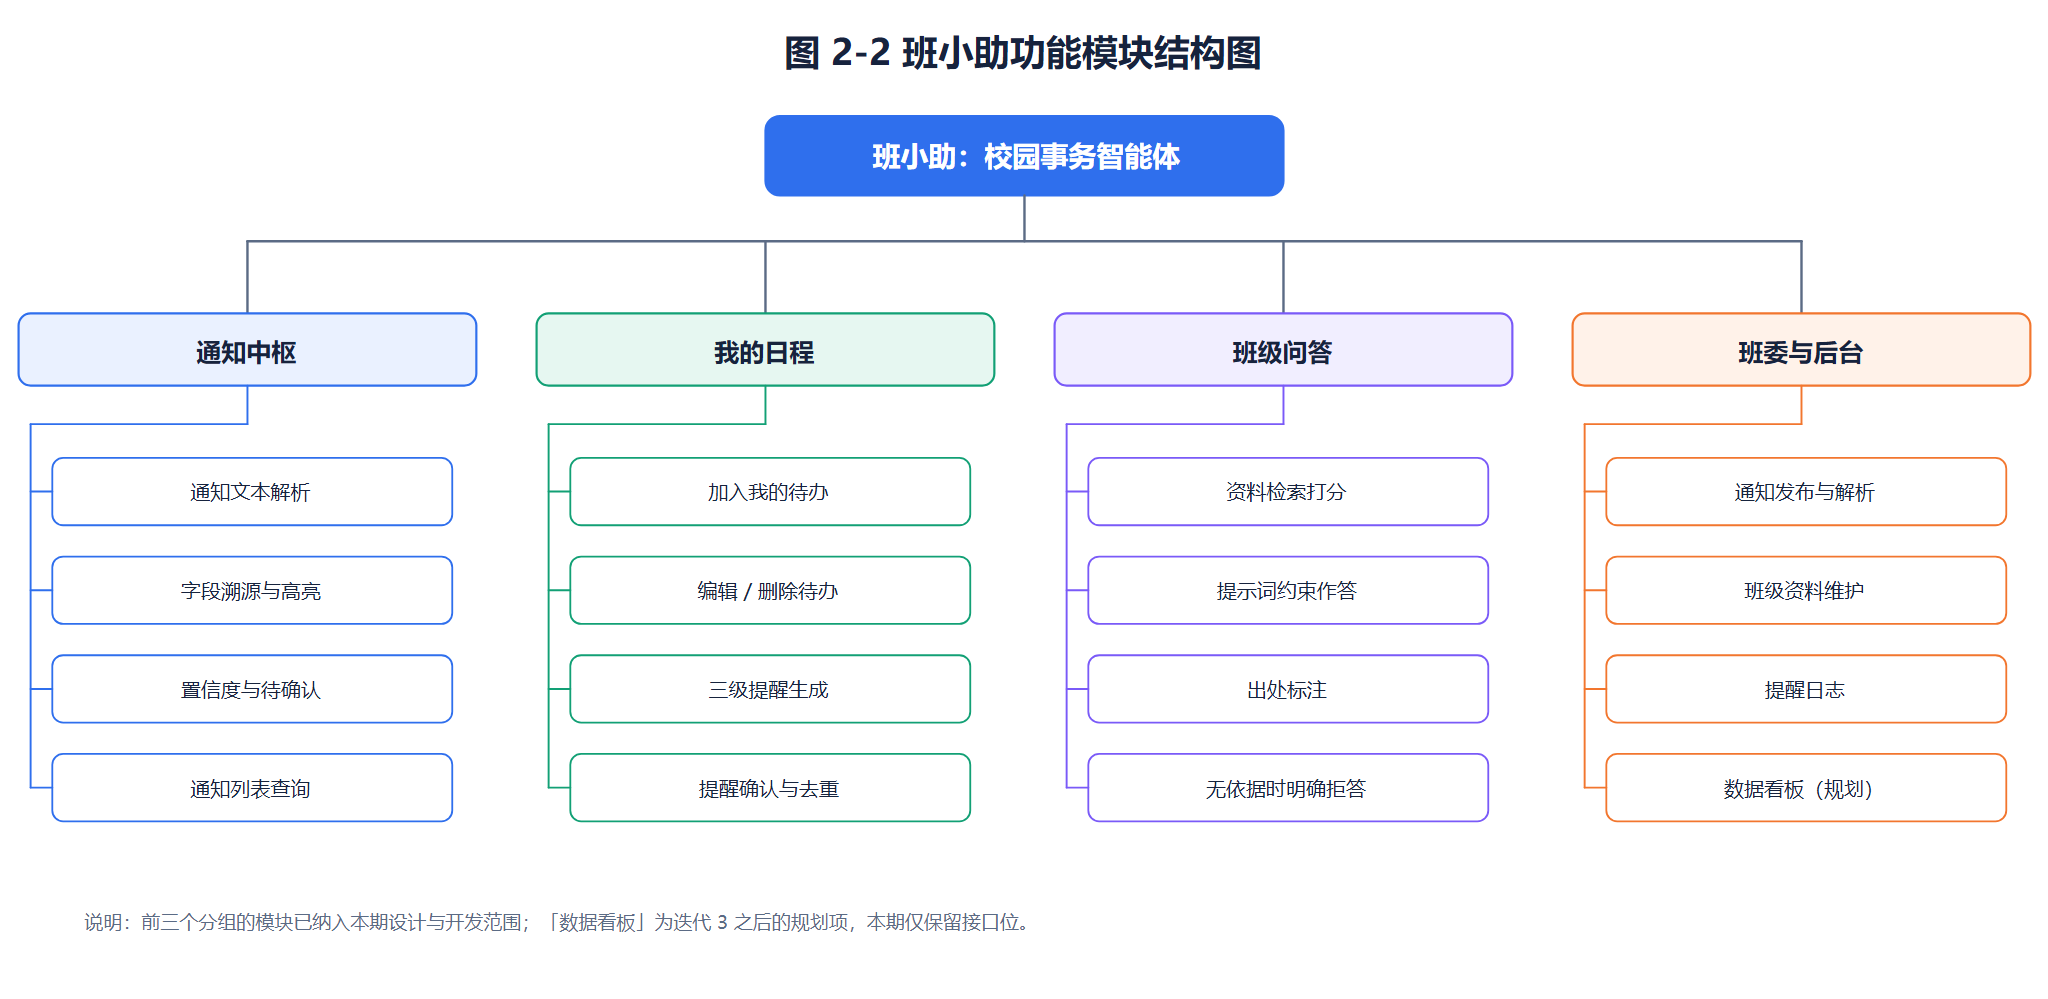 图 2-2 班小助功能模块结构图
班小助：校园事务智能体
通知中枢
通知文本解析
字段溯源与高亮
置信度与待确认
通知列表查询
我的日程
加入我的待办
编辑 / 删除待办
三级提醒生成
提醒确认与去重
班级问答
资料检索打分
提示词约束作答
出处标注
无依据时明确拒答
班委与后台
通知发布与解析
班级资料维护
提醒日志
数据看板（规划）
说明：前三个分组的模块已纳入本期设计与开发范围；「数据看板」为迭代 3 之后的规划项，本期仅保留接口位。